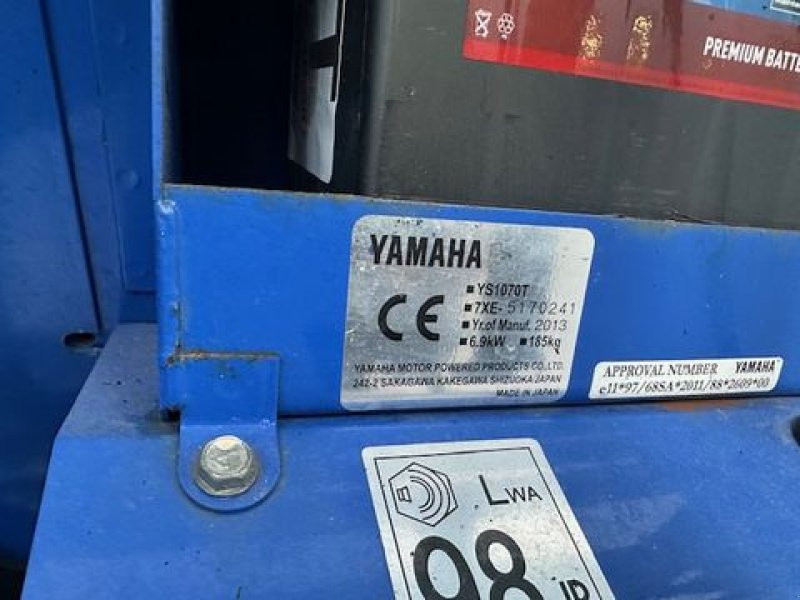 PREMIUM BATTE
YAMAHA
CE
■YS1070T
■7XE-5170241
■Yr.of Manuf. 2013
■6.9kW ■185kg
YAMAHA MOTOR POWERED PRODUCTS CO.,LTD.
242-2 SAKAGAWA KAKEGAWA SHIZUOKA JAPAN
MADE IN JAPAN
APPROVAL NUMBER YAMAHA
e11*97/68SA*2011/88*2609*00
LWA
98